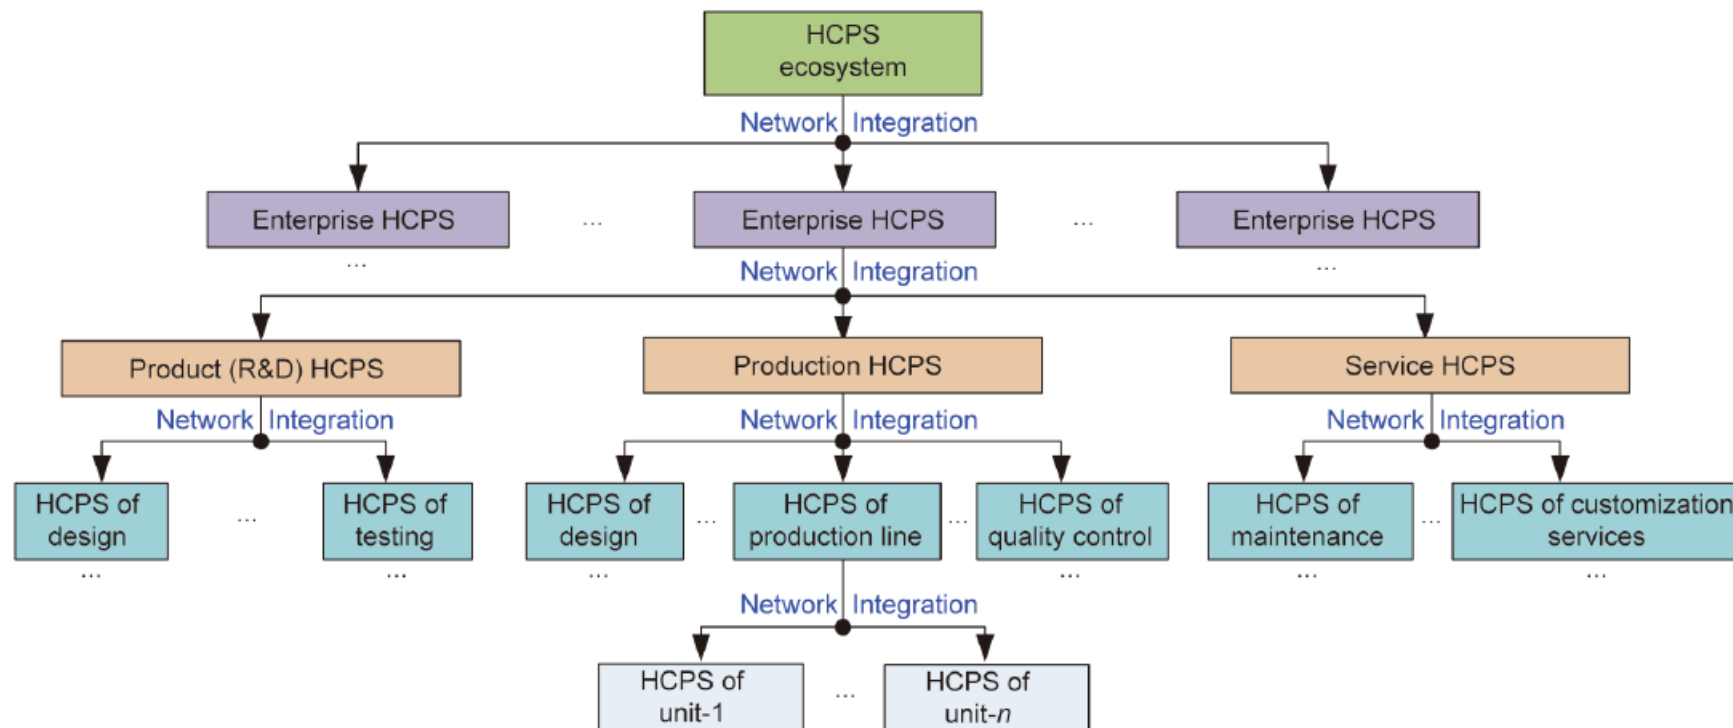 HCPS
ecosystem
Network Integration
Enterprise HCPS ... Enterprise HCPS ... Enterprise HCPS
... ...
Network Integration
Product (R&D) HCPS
Production HCPS
Service HCPS
Network Integration
Network Integration
Network Integration
HCPS of
design
...
HCPS of
testing
HCPS of
design
...
HCPS of
production line
...
HCPS of
quality control
HCPS of
maintenance
...
HCPS of customization
services
... ... ... ... ... ...
Network Integration
HCPS of
unit-1
...
HCPS of
unit-n